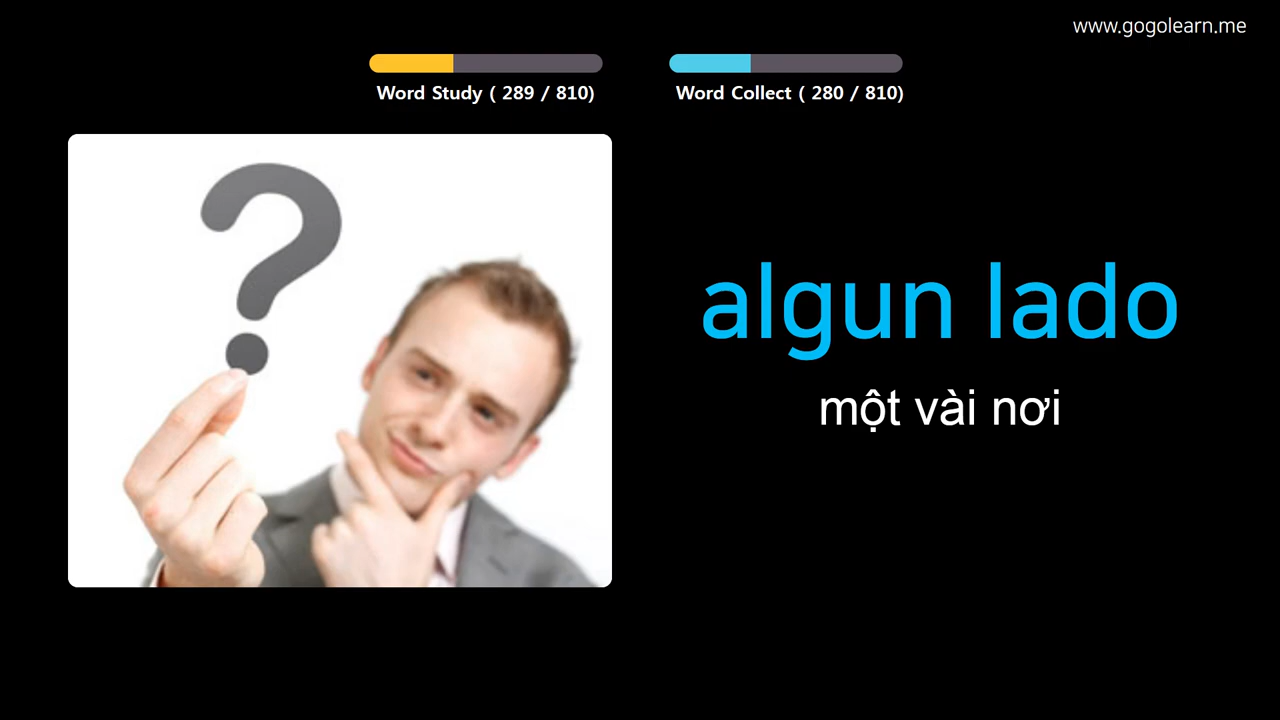 www.gogolearn.me
Word Study ( 289 / 810)
Word Collect ( 280 / 810)
algun lado
một vài nơi